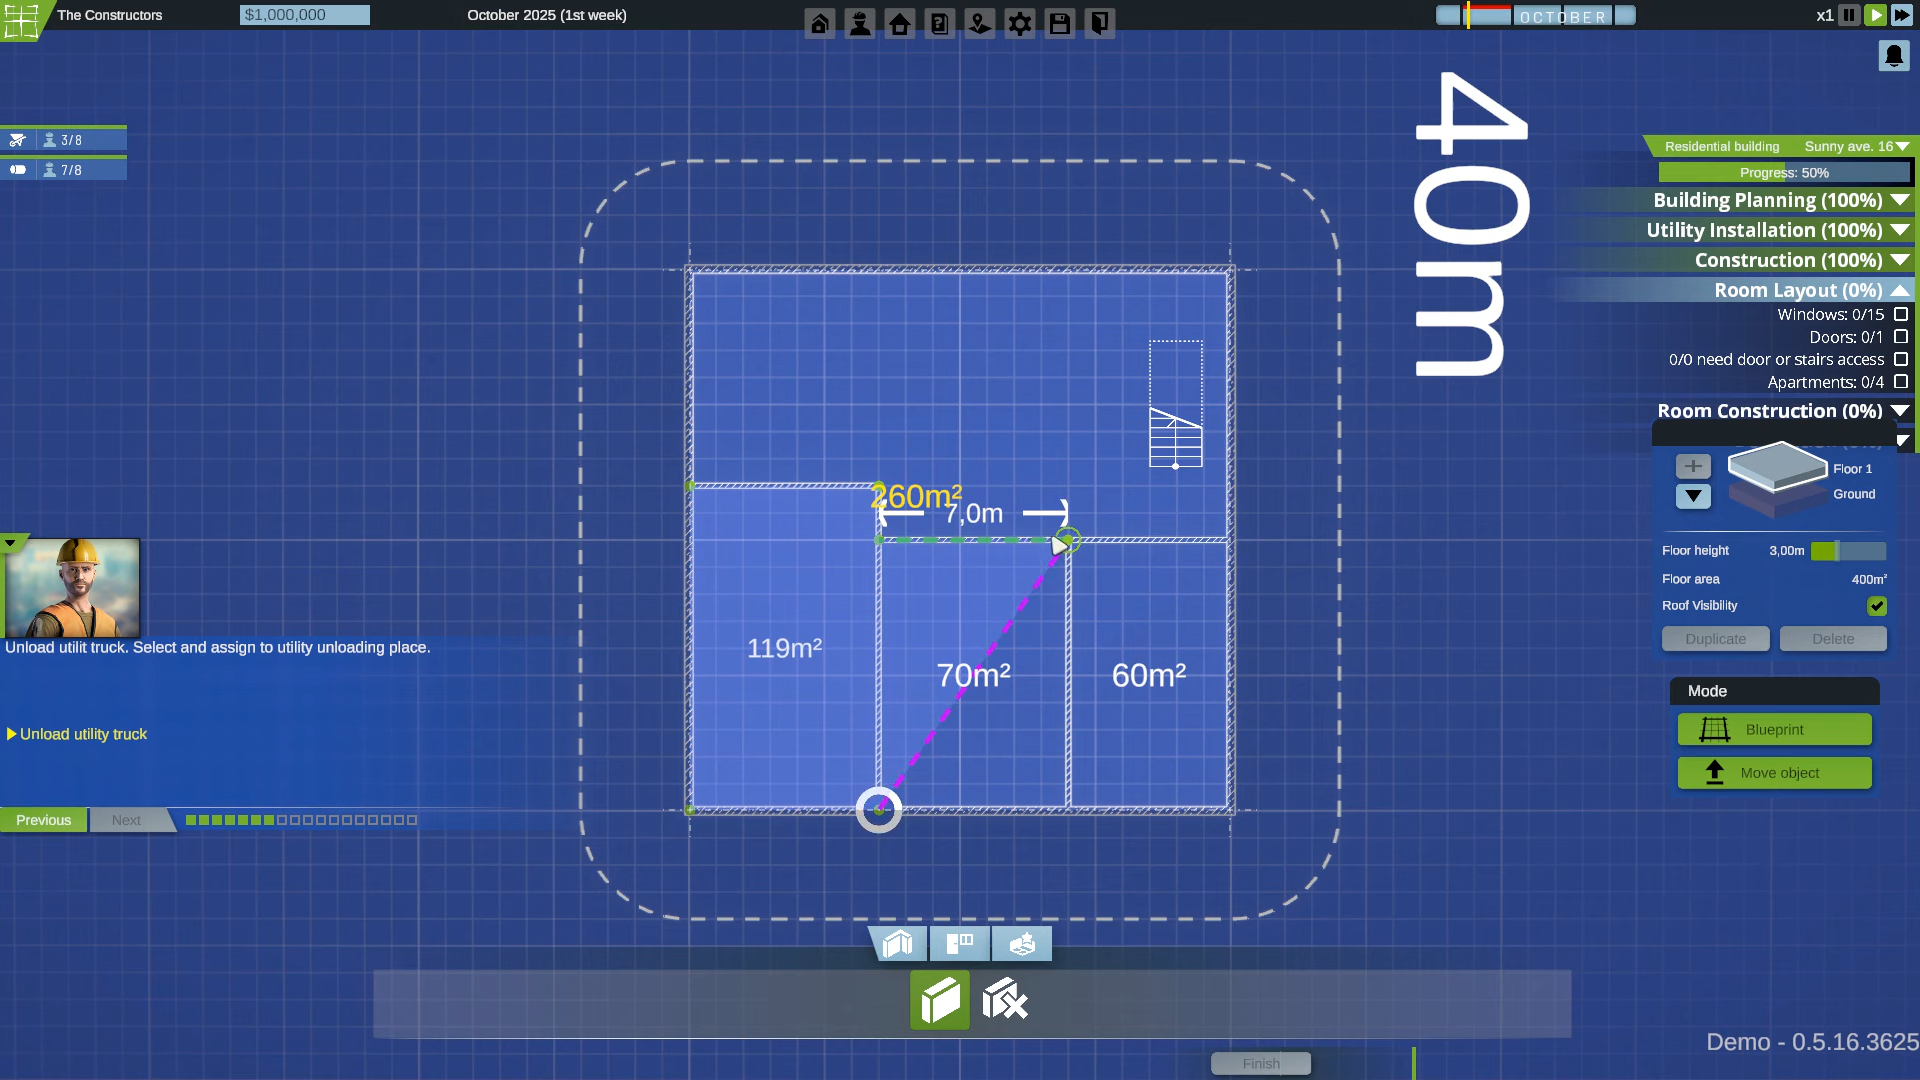 The Constructors
$1,000,000
October 2025 (1st week)
OCTOBER
x1
3/8
7/8
40m
Residential building Sunny ave. 16
Progress: 50%
Building Planning (100%)
Utility Installation (100%)
Construction (100%)
Room Layout (0%)
Windows: 0/15
Doors: 0/1
0/0 need door or stairs access
Apartments: 0/4
Room Construction (0%)
Floor 1
Ground
Floor height 3,00m
Floor area 400m²
Roof Visibility
Duplicate Delete
Mode
Blueprint
Move object
260m²
7,0m
119m²
70m²
60m²
Unload utilit truck. Select and assign to utility unloading place.
Unload utility truck
Previous Next
Finish
Demo - 0.5.16.3625